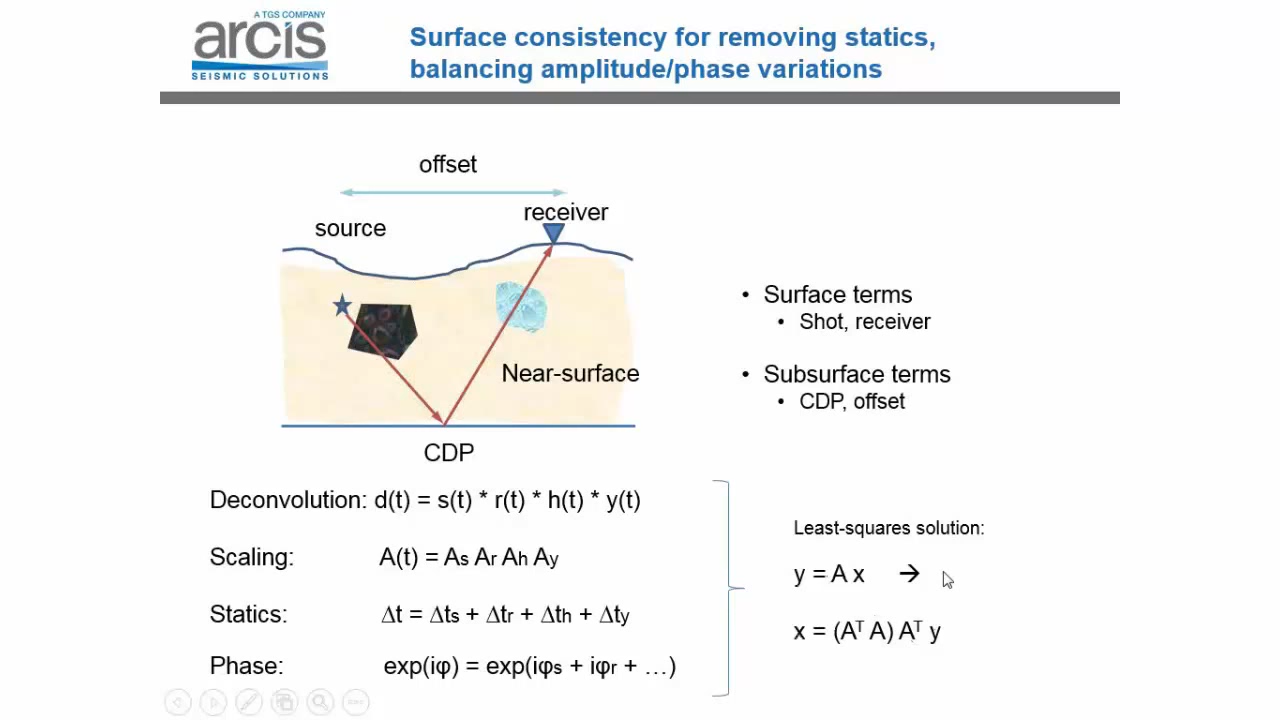 A TGS COMPANY
arcis
SEISMIC SOLUTIONS
Surface consistency for removing statics,
balancing amplitude/phase variations
offset
receiver
source
Near-surface
CDP
• Surface terms
• Shot, receiver
• Subsurface terms
• CDP, offset
Deconvolution: d(t) = s(t) * r(t) * h(t) * y(t)
Scaling: A(t) = As Ar Ah Ay
Statics: Δt = Δts + Δtr + Δth + Δty
Phase: exp(iφ) = exp(iφs + iφr + …)
Least-squares solution:
y = A x →
x = (Aᵀ A) Aᵀ y